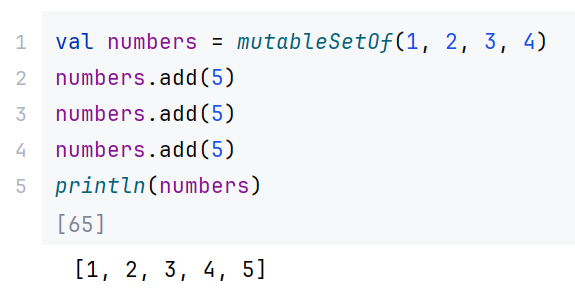 1 val numbers = mutableSetOf(1, 2, 3, 4)
2 numbers.add(5)
3 numbers.add(5)
4 numbers.add(5)
5 println(numbers)
[65]
[1, 2, 3, 4, 5]